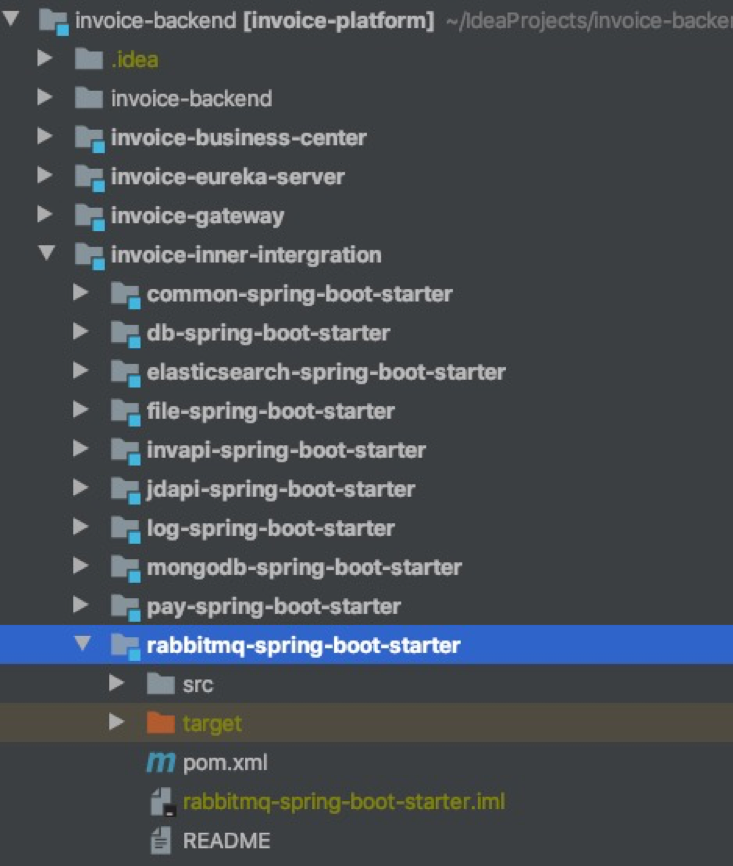 invoice-backend [invoice-platform] ~/IdeaProjects/invoice-backe
.idea
invoice-backend
invoice-business-center
invoice-eureka-server
invoice-gateway
invoice-inner-intergration
common-spring-boot-starter
db-spring-boot-starter
elasticsearch-spring-boot-starter
file-spring-boot-starter
invapi-spring-boot-starter
jdapi-spring-boot-starter
log-spring-boot-starter
mongodb-spring-boot-starter
pay-spring-boot-starter
rabbitmq-spring-boot-starter
src
target
m pom.xml
rabbitmq-spring-boot-starter.iml
README